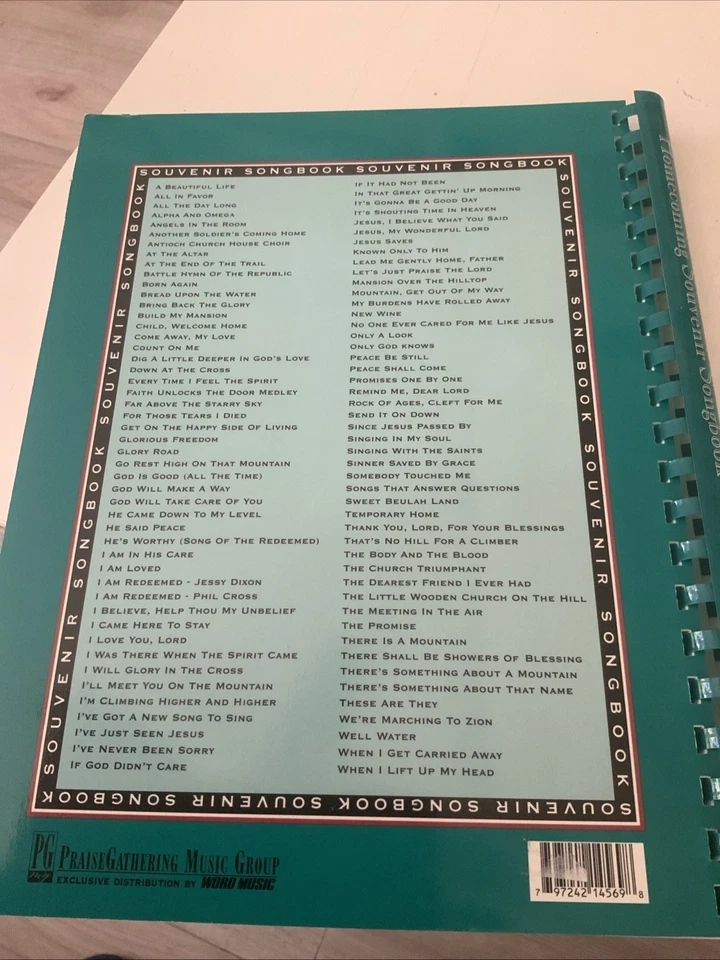 SOUVENIR SONGBOOK SOUVENIR SONGBOOK
SOUVENIR SONGBOOK SOUVENIR SONGBOOK
A BEAUTIFUL LIFE
ALL IN FAVOR
ALL THE DAY LONG
ALPHA AND OMEGA
ANGELS IN THE ROOM
ANOTHER SOLDIER'S COMING HOME
ANTIOCH CHURCH HOUSE CHOIR
AT THE ALTAR
AT THE END OF THE TRAIL
BATTLE HYMN OF THE REPUBLIC
BORN AGAIN
BREAD UPON THE WATER
BRING BACK THE GLORY
BUILD MY MANSION
CHILD, WELCOME HOME
COME AWAY, MY LOVE
COUNT ON ME
DIG A LITTLE DEEPER IN GOD'S LOVE
DOWN AT THE CROSS
EVERY TIME I FEEL THE SPIRIT
FAITH UNLOCKS THE DOOR MEDLEY
FAR ABOVE THE STARRY SKY
FOR THOSE TEARS I DIED
GET ON THE HAPPY SIDE OF LIVING
GLORIOUS FREEDOM
GLORY ROAD
GO REST HIGH ON THAT MOUNTAIN
GOD IS GOOD (ALL THE TIME)
GOD WILL MAKE A WAY
GOD WILL TAKE CARE OF YOU
HE CAME DOWN TO MY LEVEL
HE SAID PEACE
HE'S WORTHY (SONG OF THE REDEEMED)
I AM IN HIS CARE
I AM LOVED
I AM REDEEMED - JESSY DIXON
I AM REDEEMED - PHIL CROSS
I BELIEVE, HELP THOU MY UNBELIEF
I CAME HERE TO STAY
I LOVE YOU, LORD
I WAS THERE WHEN THE SPIRIT CAME
I WILL GLORY IN THE CROSS
I'LL MEET YOU ON THE MOUNTAIN
I'M CLIMBING HIGHER AND HIGHER
I'VE GOT A NEW SONG TO SING
I'VE JUST SEEN JESUS
I'VE NEVER BEEN SORRY
IF GOD DIDN'T CARE
IF IT HAD NOT BEEN
IN THAT GREAT GETTIN' UP MORNING
IT'S GONNA BE A GOOD DAY
IT'S SHOUTING TIME IN HEAVEN
JESUS, I BELIEVE WHAT YOU SAID
JESUS, MY WONDERFUL LORD
JESUS SAVES
KNOWN ONLY TO HIM
LEAD ME GENTLY HOME, FATHER
LET'S JUST PRAISE THE LORD
MANSION OVER THE HILLTOP
MOUNTAIN, GET OUT OF MY WAY
MY BURDENS HAVE ROLLED AWAY
NEW WINE
NO ONE EVER CARED FOR ME LIKE JESUS
ONLY A LOOK
ONLY GOD KNOWS
PEACE BE STILL
PEACE SHALL COME
PROMISES ONE BY ONE
REMIND ME, DEAR LORD
ROCK OF AGES, CLEFT FOR ME
SEND IT ON DOWN
SINCE JESUS PASSED BY
SINGING IN MY SOUL
SINGING WITH THE SAINTS
SINNER SAVED BY GRACE
SOMEBODY TOUCHED ME
SONGS THAT ANSWER QUESTIONS
SWEET BEULAH LAND
TEMPORARY HOME
THANK YOU, LORD, FOR YOUR BLESSINGS
THAT'S NO HILL FOR A CLIMBER
THE BODY AND THE BLOOD
THE CHURCH TRIUMPHANT
THE DEAREST FRIEND I EVER HAD
THE LITTLE WOODEN CHURCH ON THE HILL
THE MEETING IN THE AIR
THE PROMISE
THERE IS A MOUNTAIN
THERE SHALL BE SHOWERS OF BLESSING
THERE'S SOMETHING ABOUT A MOUNTAIN
THERE'S SOMETHING ABOUT THAT NAME
THESE ARE THEY
WE'RE MARCHING TO ZION
WELL WATER
WHEN I GET CARRIED AWAY
WHEN I LIFT UP MY HEAD
SOUVENIR SONGBOOK SOUVENIR SONGBOOK
SOUVENIR SONGBOOK SOUVENIR SONGBOOK
Homecoming Souvenir Songbook
PG PRAISEGATHERING MUSIC GROUP
EXCLUSIVE DISTRIBUTION BY WORD MUSIC
7 97242 14569 8